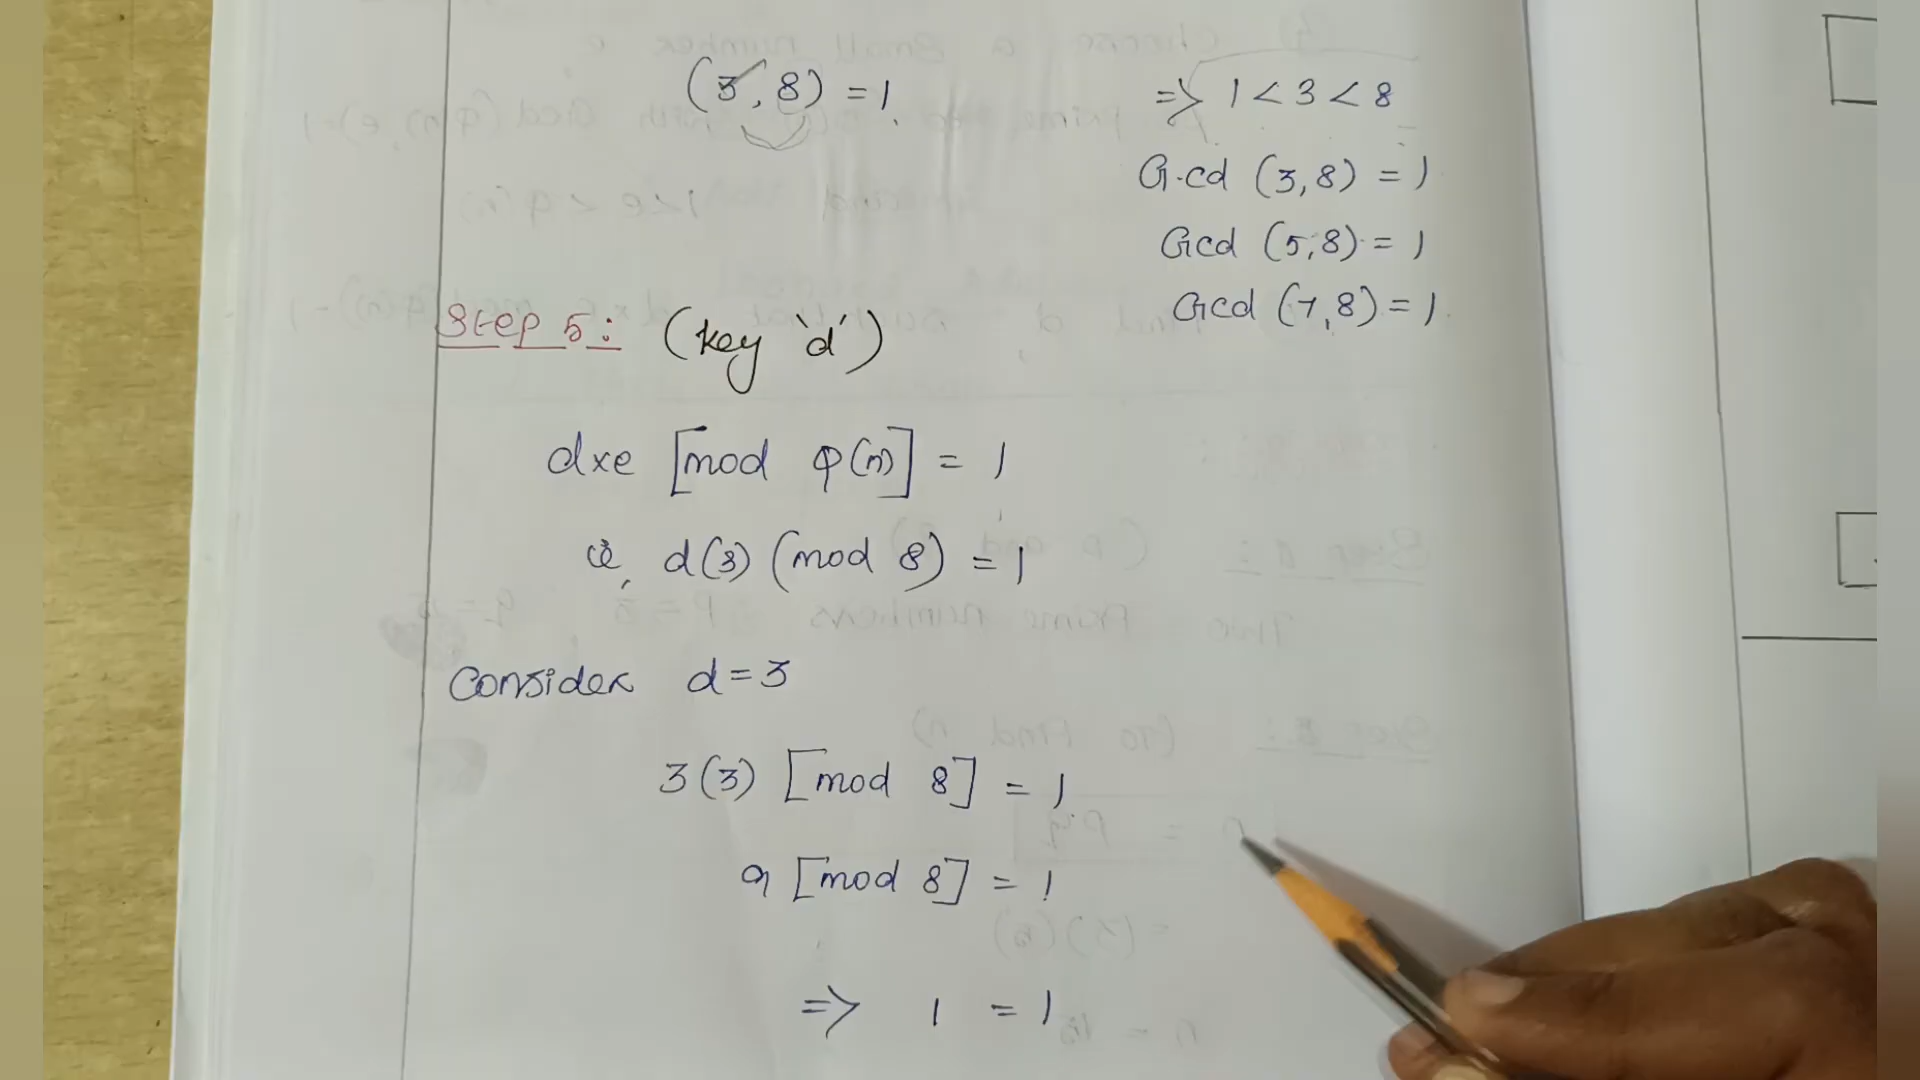 (3, 8) = 1
=> 1 < 3 < 8
G.cd (3,8) = 1
Gcd (5,8) = 1
Gcd (7,8) = 1
Step 5: (key 'd')
dxe [mod φ(n)] = 1
ie, d(3) (mod 8) = 1
Consider d = 3
3(3) [mod 8] = 1
9 [mod 8] = 1
=> 1 = 1